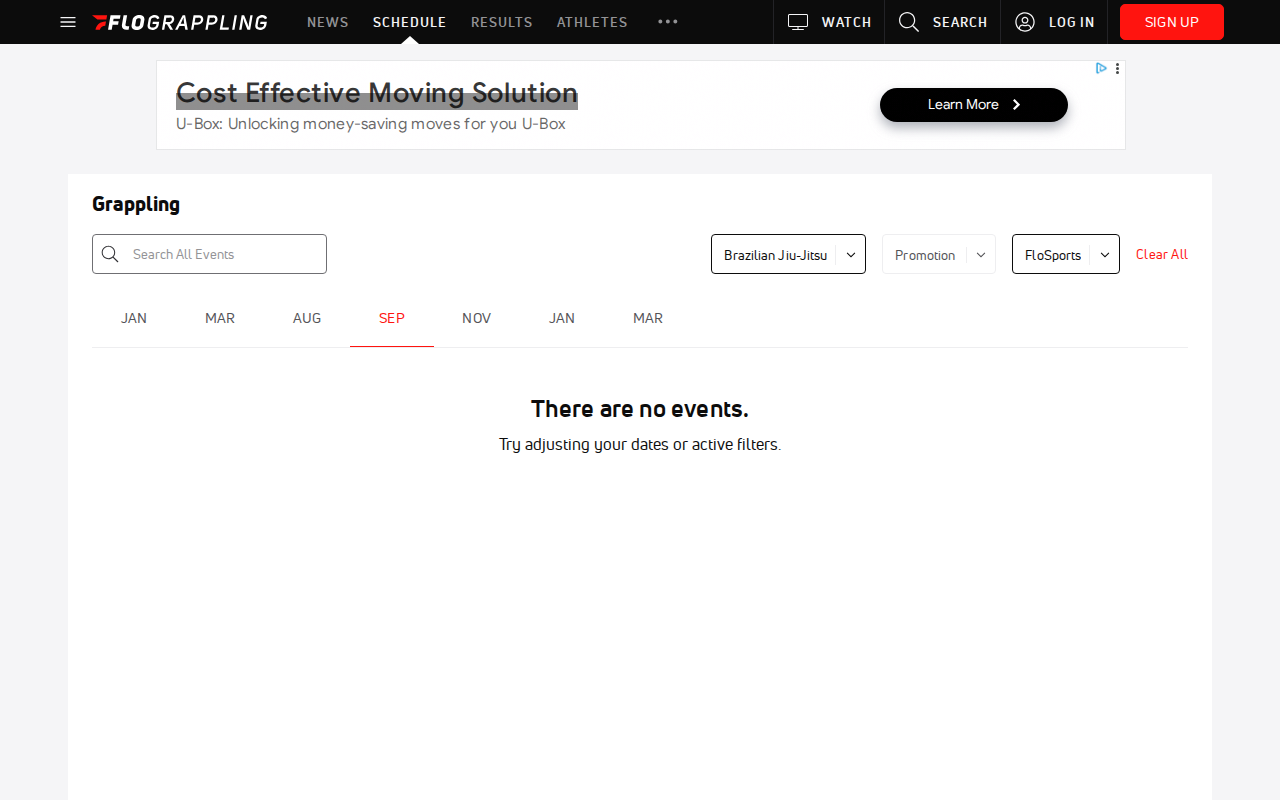 FLOGRAPPLING NEWS SCHEDULE RESULTS ATHLETES WATCH SEARCH LOG IN SIGN UP
Cost Effective Moving Solution
U-Box: Unlocking money-saving moves for you U-Box
Learn More
Grappling
Search All Events Brazilian Jiu-Jitsu Promotion FloSports Clear All
JAN MAR AUG SEP NOV JAN MAR
There are no events.
Try adjusting your dates or active filters.